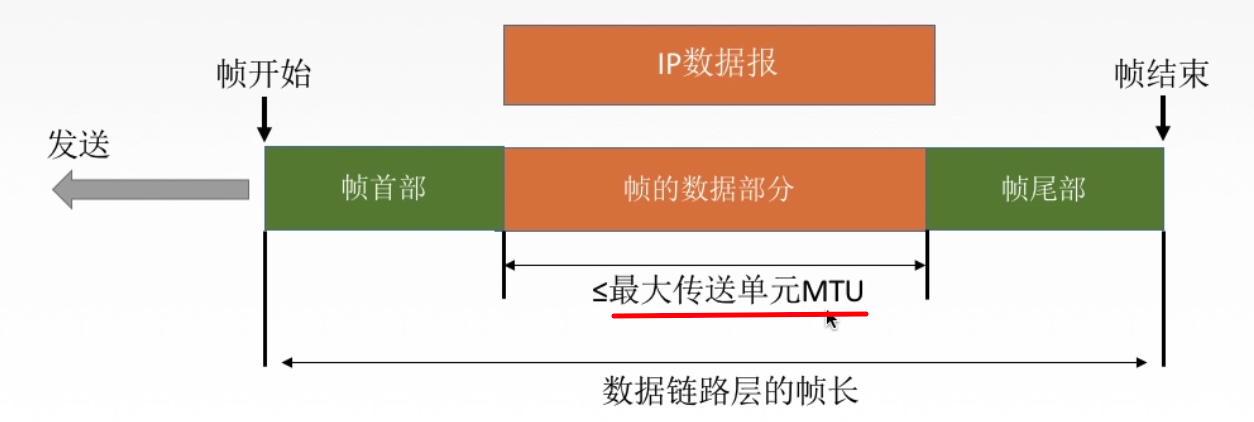 IP数据报
帧开始
帧结束
发送
帧首部
帧的数据部分
帧尾部
≤最大传送单元MTU
数据链路层的帧长